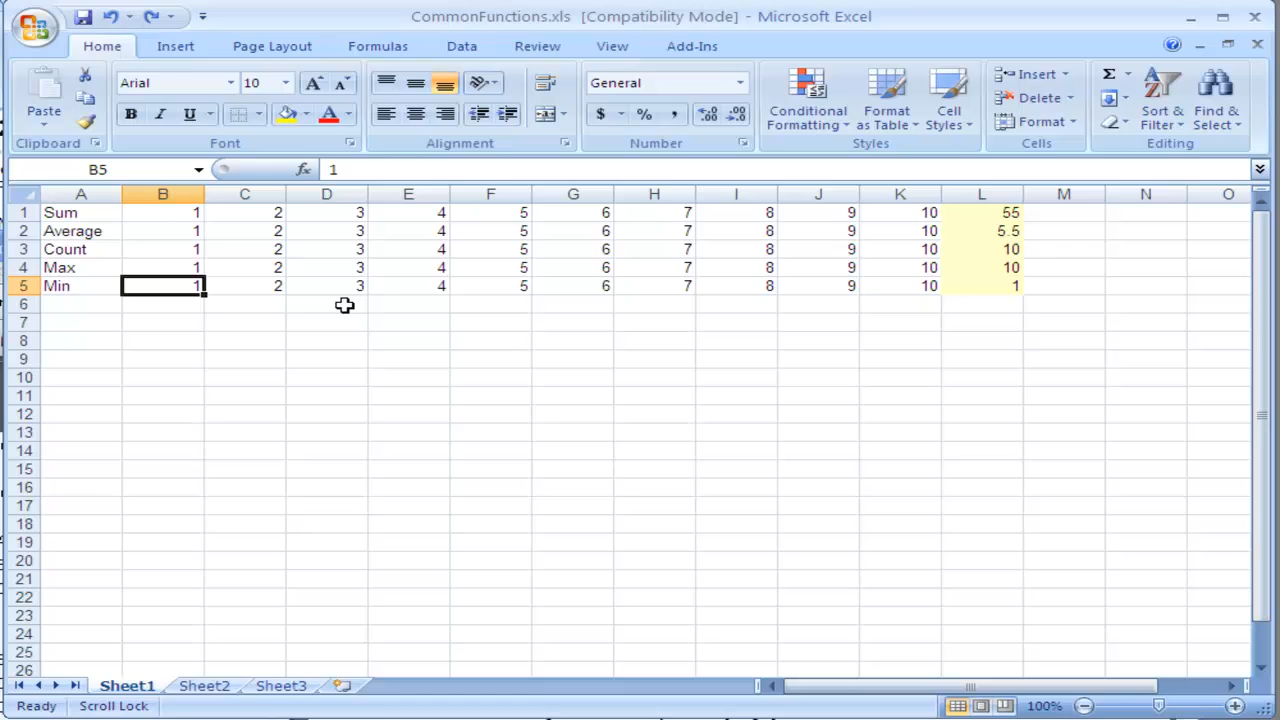 CommonFunctions.xls [Compatibility Mode] - Microsoft Excel
Home Insert Page Layout Formulas Data Review View Add-Ins
Arial 10 General Insert
Paste B I U A $ % , .00 Conditional Formatting Format as Table Cell Styles Delete Σ Sort & Filter Find & Select
Format
Clipboard Font Alignment Number Styles Cells Editing
B5 fx 1
A B C D E F G H I J K L M N O
1 Sum 1 2 3 4 5 6 7 8 9 10 55
2 Average 1 2 3 4 5 6 7 8 9 10 5.5
3 Count 1 2 3 4 5 6 7 8 9 10 10
4 Max 1 2 3 4 5 6 7 8 9 10 10
5 Min 1 2 3 4 5 6 7 8 9 10 1
6
7
8
9
10
11
12
13
14
15
16
17
18
19
20
21
22
23
24
25
26
Sheet1 Sheet2 Sheet3
Ready Scroll Lock 100%